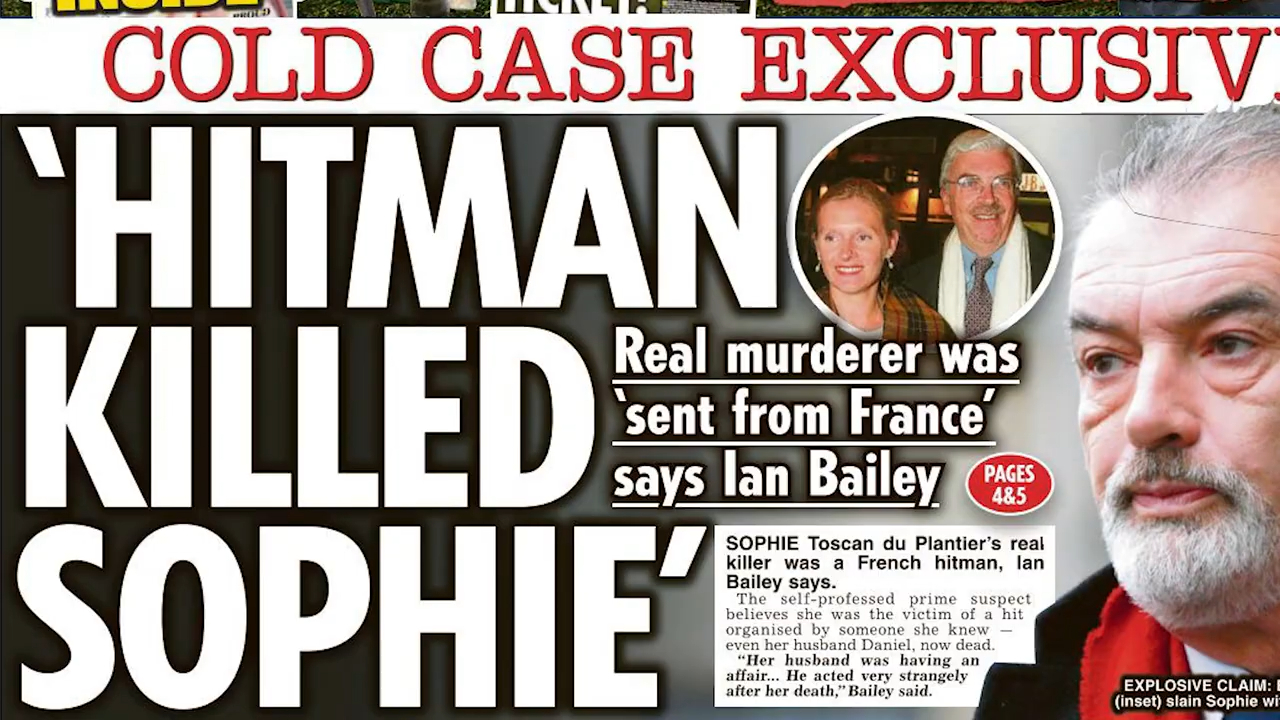 INSIDE
PROUD
TICKET!
COLD CASE EXCLUSIV
'HITMAN
KILLED
SOPHIE'
Real murderer was
'sent from France'
says Ian Bailey
PAGES
4&5
SOPHIE Toscan du Plantier's real
killer was a French hitman, Ian
Bailey says.
The self-professed prime suspect
believes she was the victim of a hit
organised by someone she knew —
even her husband Daniel, now dead.
"Her husband was having an
affair... He acted very strangely
after her death," Bailey said.
EXPLOSIVE CLAIM:
(inset) slain Sophie wi